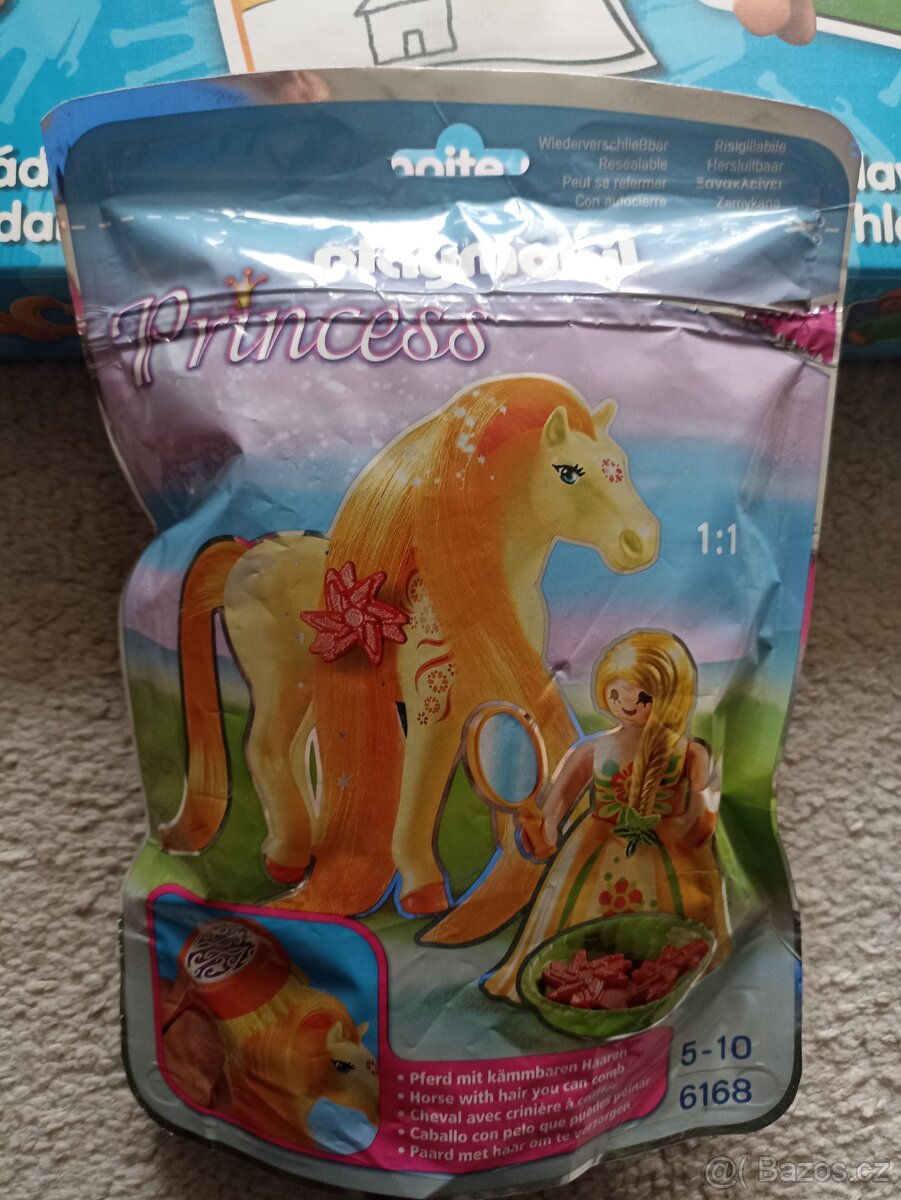 Wiederverschließbar
Resealable
Peut se refermer
Con autocierre
Risigillabile
Hersluitbaar
Ξανακλείνει
Zamykana
playmobil
Princess
1:1
5-10
6168
• Pferd mit kämmbaren Haaren
• Horse with hair you can comb
• Cheval avec crinière à coiffer
• Caballo con pelo que puedes peinar
• Paard met haar om te verzorgen
@( Bazos.cz